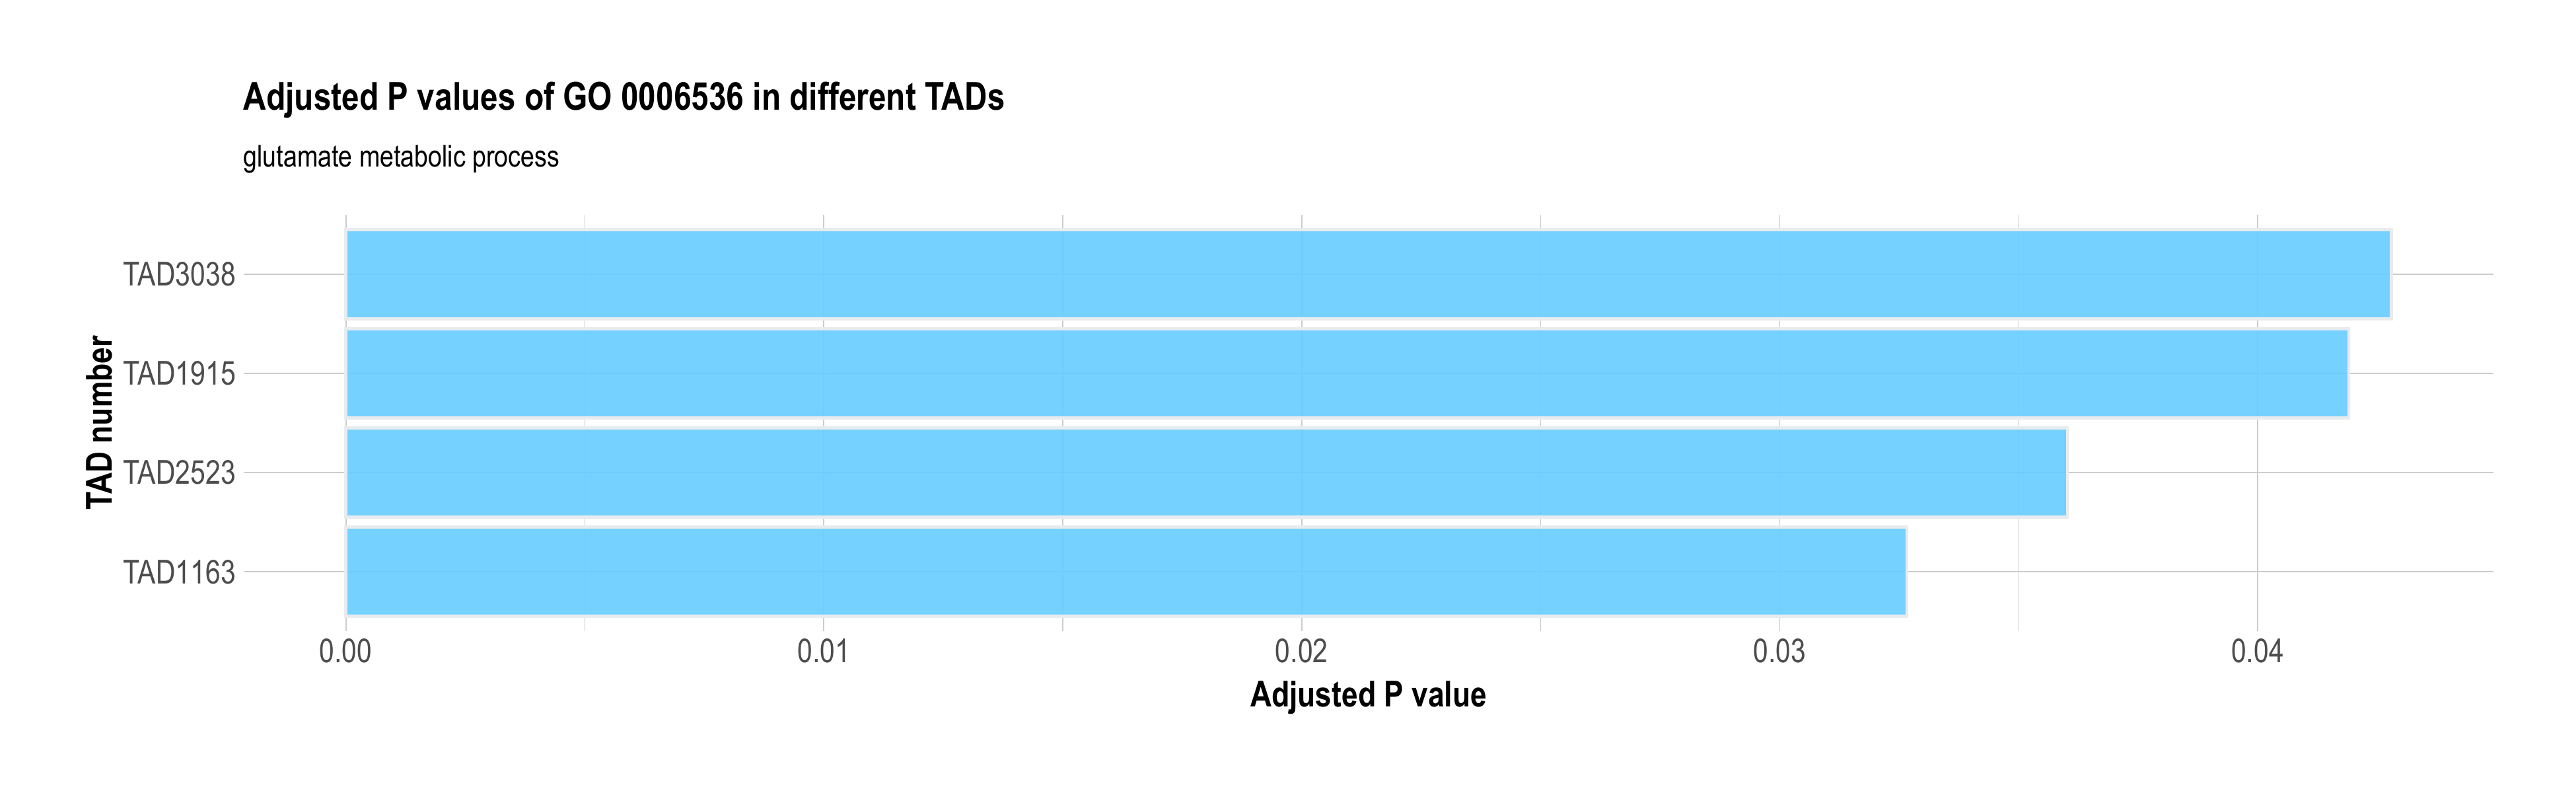 Adjusted P values of GO 0006536 in different TADs
glutamate metabolic process
TAD number
TAD3038
TAD1915
TAD2523
TAD1163
0.00 0.01 0.02 0.03 0.04
Adjusted P value